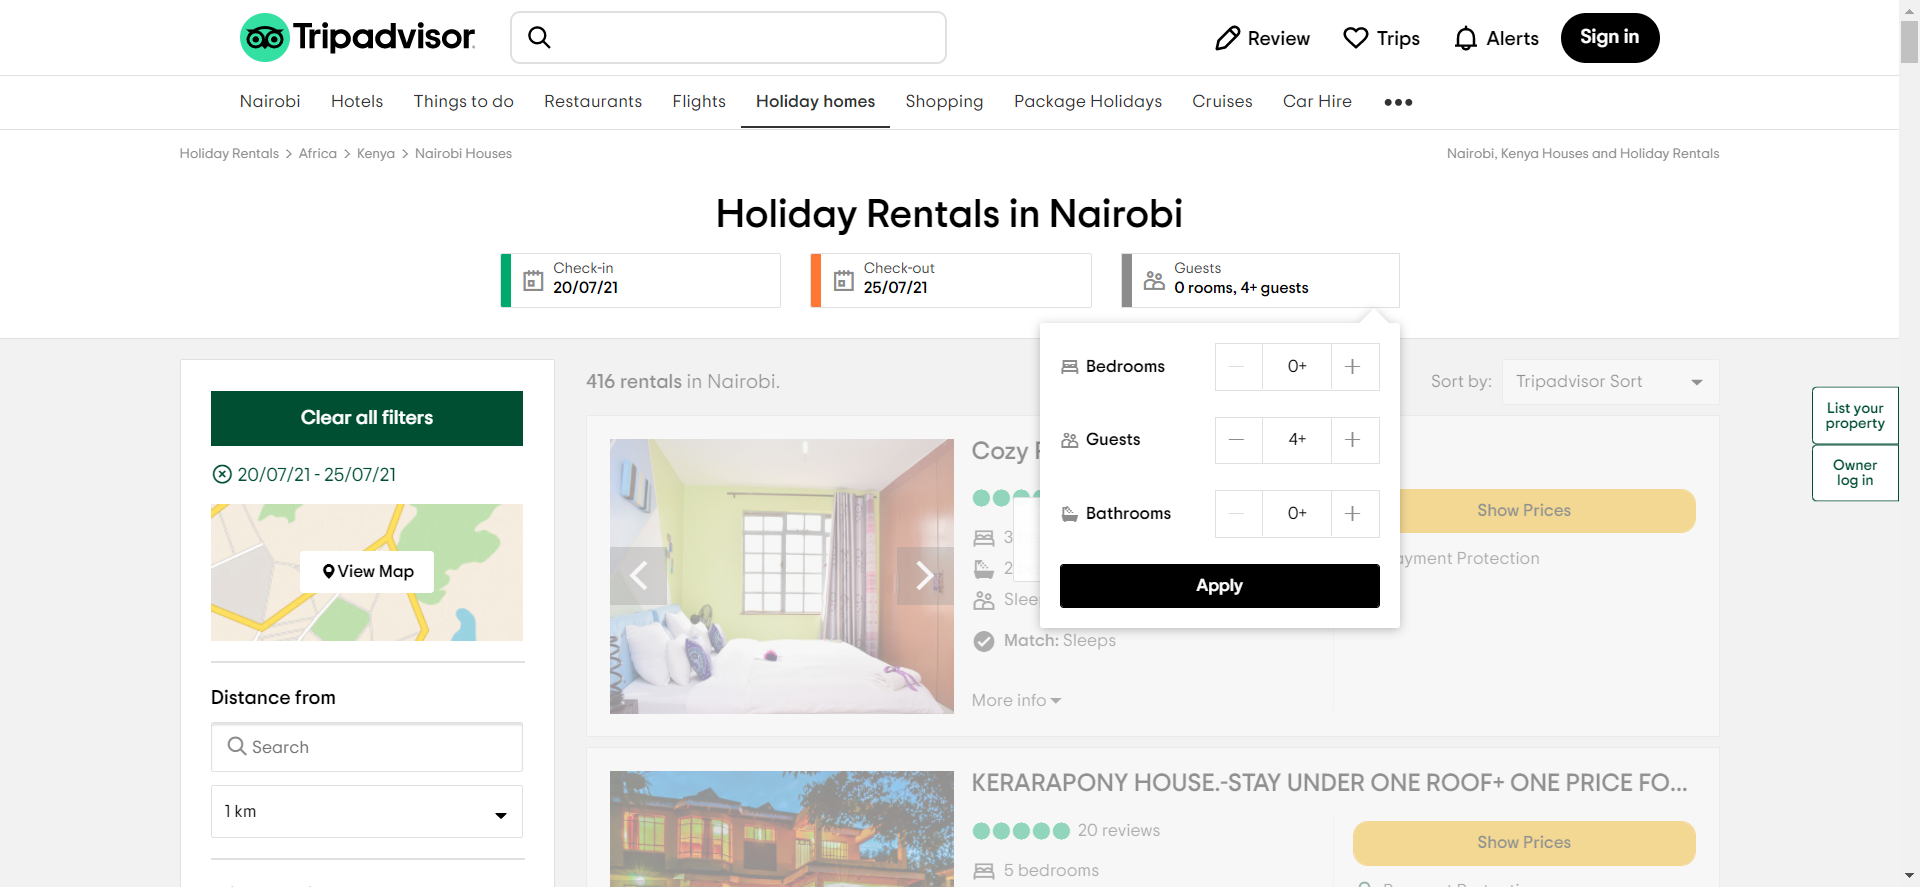 Tripadvisor
Review
Trips
Alerts
Sign in
Nairobi
Hotels
Things to do
Restaurants
Flights
Holiday homes
Shopping
Package Holidays
Cruises
Car Hire
Holiday Rentals > Africa > Kenya > Nairobi Houses
Nairobi, Kenya Houses and Holiday Rentals
Holiday Rentals in Nairobi
Check-in
20/07/21
Check-out
25/07/21
Guests
0 rooms, 4+ guests
Bedrooms
0+
Guests
4+
Bathrooms
0+
Apply
Clear all filters
20/07/21 - 25/07/21
View Map
Distance from
Search
1 km
416 rentals in Nairobi.
Sort by:
Tripadvisor Sort
Cozy
3
2
Match: Sleeps
More info
Show Prices
ayment Protection
KERARAPONY HOUSE.-STAY UNDER ONE ROOF+ ONE PRICE FO...
20 reviews
5 bedrooms
Show Prices
List your
property
Owner
log in